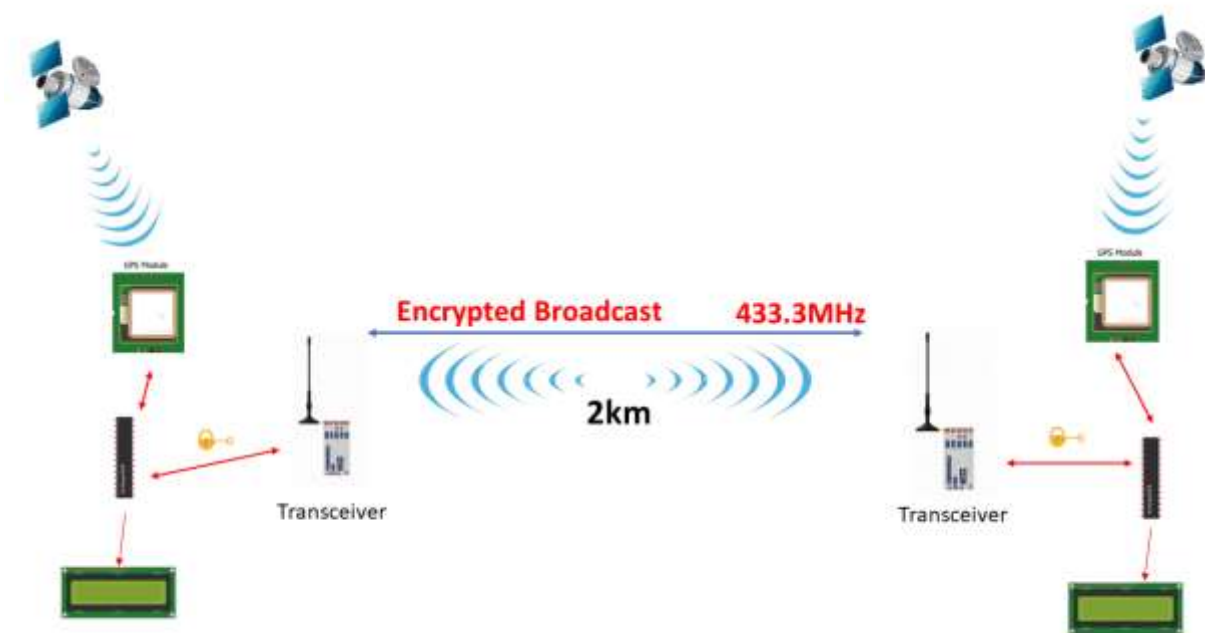 GPS Module
GPS Module
Encrypted Broadcast 433.3MHz
2km
Transceiver
Transceiver